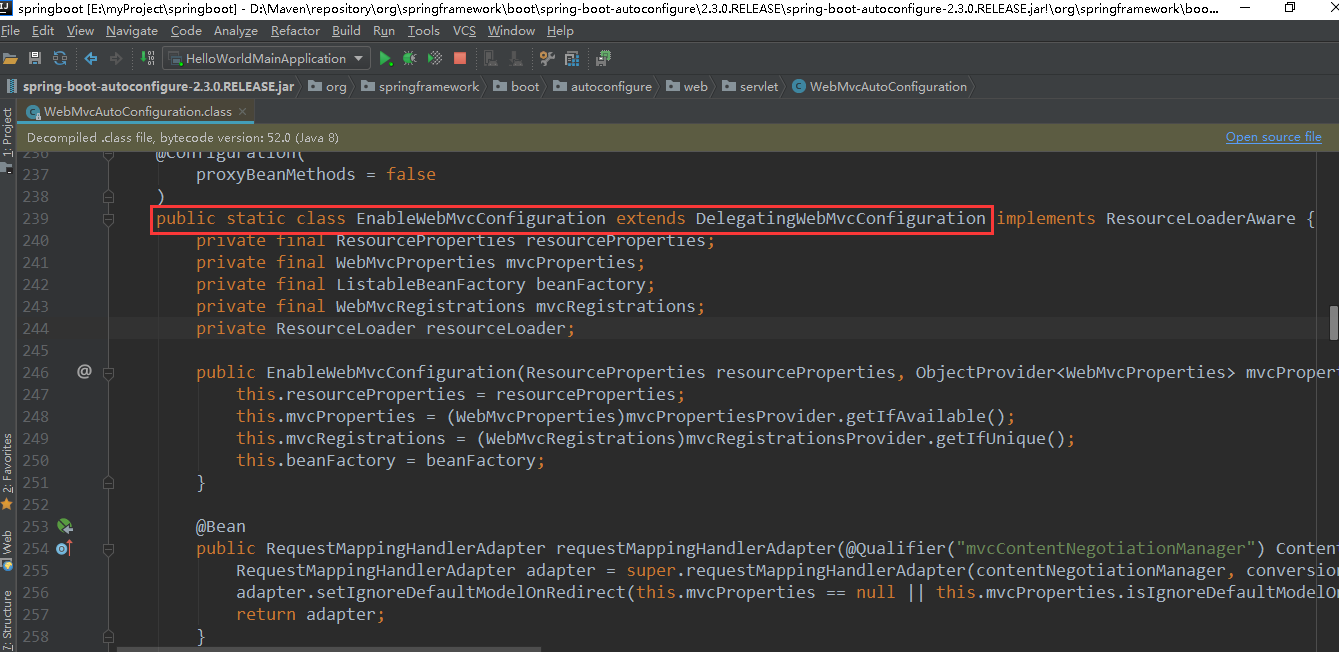 springboot [E:\myProject\springboot] - D:\Maven\repository\org\springframework\boot\spring-boot-autoconfigure\2.3.0.RELEASE\spring-boot-autoconfigure-2.3.0.RELEASE.jar!\org\springframework\boo...
File Edit View Navigate Code Analyze Refactor Build Run Tools VCS Window Help
HelloWorldMainApplication
spring-boot-autoconfigure-2.3.0.RELEASE.jar org springframework boot autoconfigure web servlet WebMvcAutoConfiguration
WebMvcAutoConfiguration.class
Decompiled .class file, bytecode version: 52.0 (Java 8) Open source file
1: Project
2: Favorites
Web
7: Structure
236 @Configuration(
237 proxyBeanMethods = false
238 )
239 public static class EnableWebMvcConfiguration extends DelegatingWebMvcConfiguration implements ResourceLoaderAware {
240 private final ResourceProperties resourceProperties;
241 private final WebMvcProperties mvcProperties;
242 private final ListableBeanFactory beanFactory;
243 private final WebMvcRegistrations mvcRegistrations;
244 private ResourceLoader resourceLoader;
245
246 @ public EnableWebMvcConfiguration(ResourceProperties resourceProperties, ObjectProvider<WebMvcProperties> mvcPropert
247 this.resourceProperties = resourceProperties;
248 this.mvcProperties = (WebMvcProperties)mvcPropertiesProvider.getIfAvailable();
249 this.mvcRegistrations = (WebMvcRegistrations)mvcRegistrationsProvider.getIfUnique();
250 this.beanFactory = beanFactory;
251 }
252
253 @Bean
254 public RequestMappingHandlerAdapter requestMappingHandlerAdapter(@Qualifier("mvcContentNegotiationManager") Conten
255 RequestMappingHandlerAdapter adapter = super.requestMappingHandlerAdapter(contentNegotiationManager, conversion
256 adapter.setIgnoreDefaultModelOnRedirect(this.mvcProperties == null || this.mvcProperties.isIgnoreDefaultModelOn
257 return adapter;
258 }